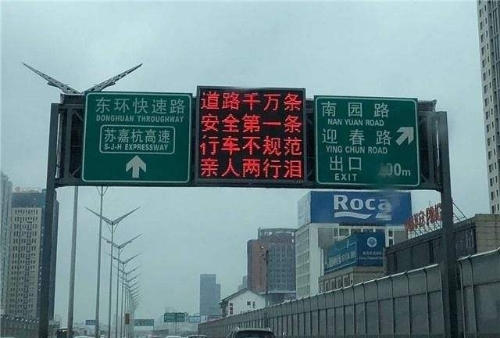 东环快速路
DONGHUAN THROUGHWAY
苏嘉杭高速
S-J-H EXPRESSWAY
道路千万条
安全第一条
行车不规范
亲人两行泪
南园路
NAN YUAN ROAD
迎春路
YING CHUN ROAD
出口
EXIT
00m
Roca